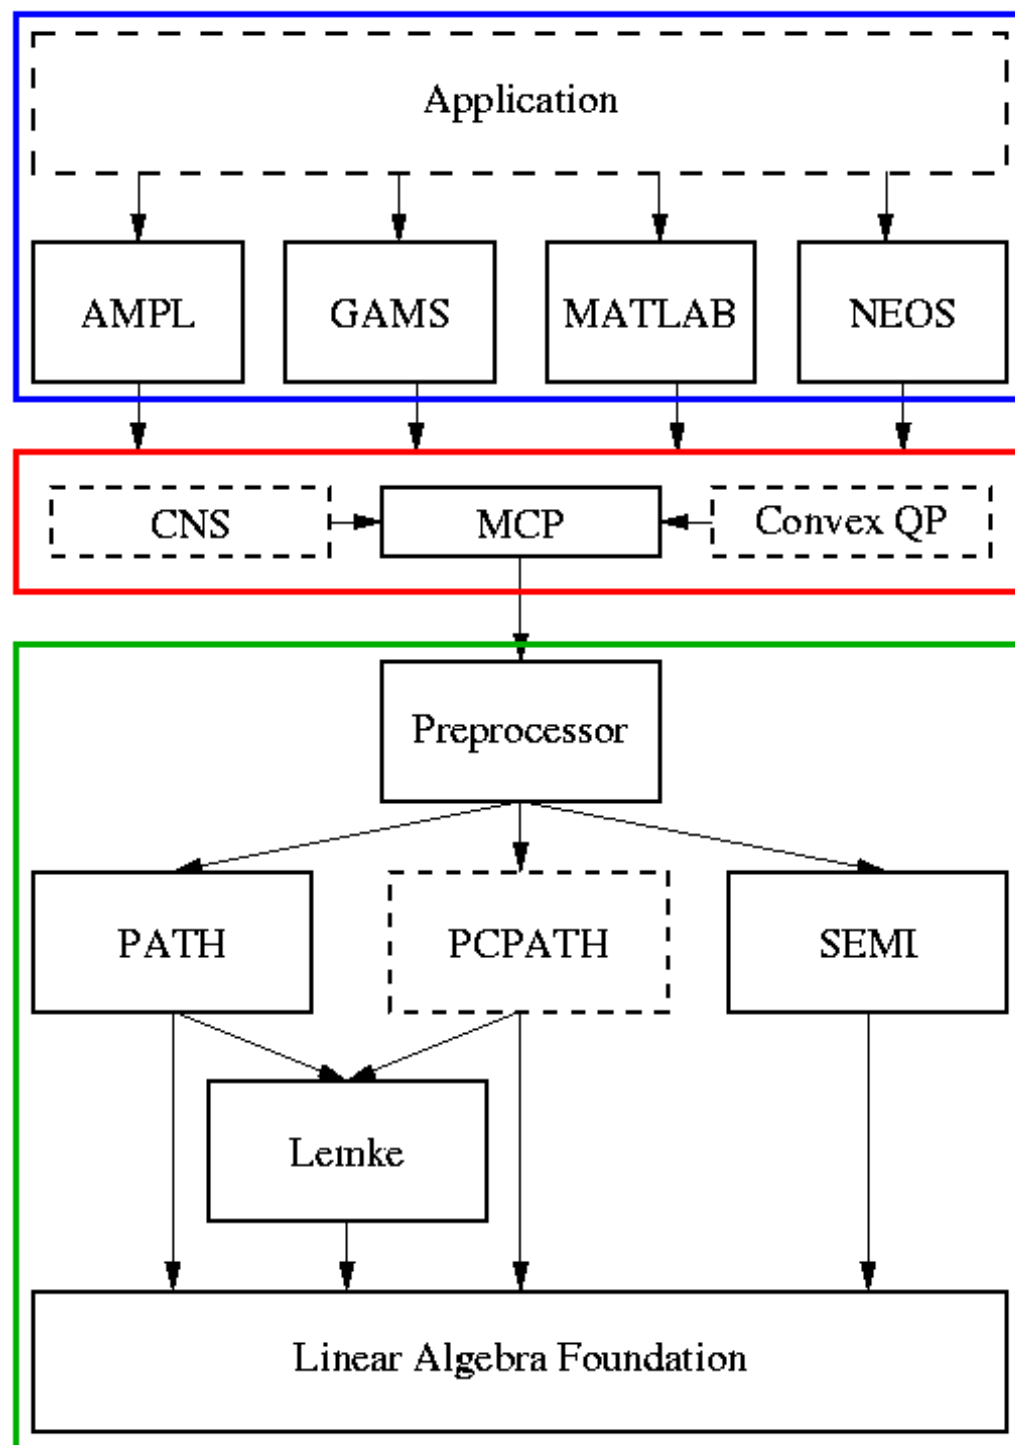 Application
AMPL
GAMS
MATLAB
NEOS
CNS
MCP
Convex QP
Preprocessor
PATH
PCPATH
SEMI
Lemke
Linear Algebra Foundation